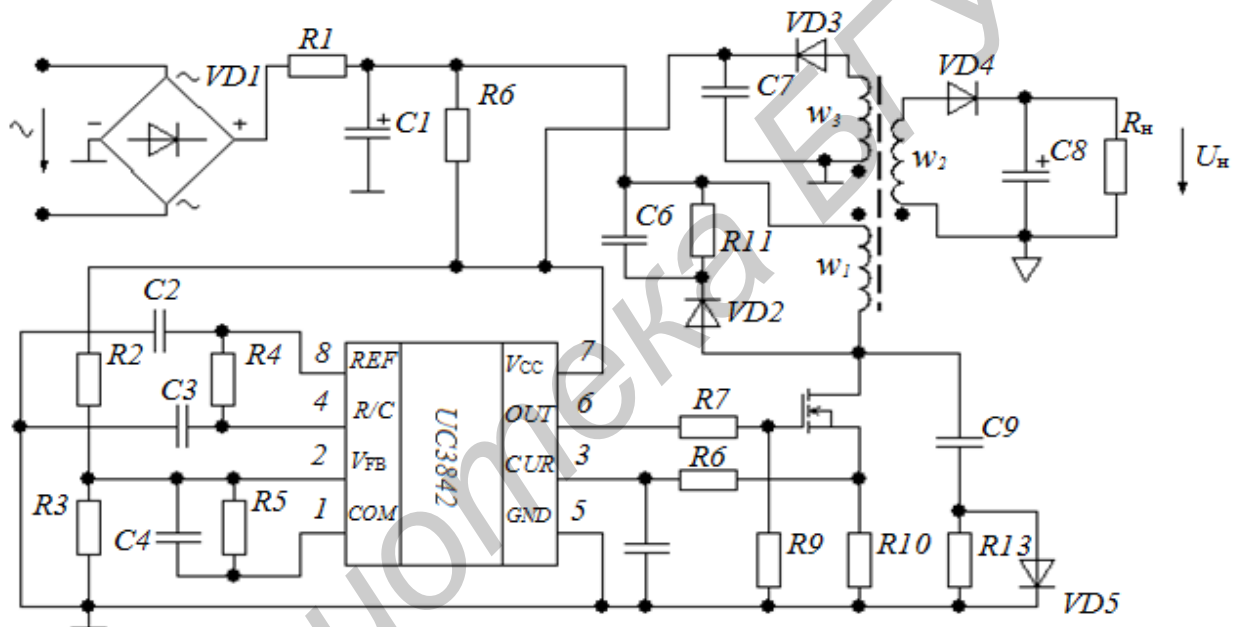 VD3
R1
VD1
VD4
C7
R6
C1
w3
w2
C8
Rн
Uн
~
~
~
−
+
+
+
C6
R11
w1
VD2
C2
R2
R4
8
REF
VCC
7
C3
4
R/C
OUT
6
R7
C9
2
VFB
UC3842
CUR
3
R6
R3
C4
R5
1
COM
GND
5
R9
R10
R13
VD5
иотека БГУ